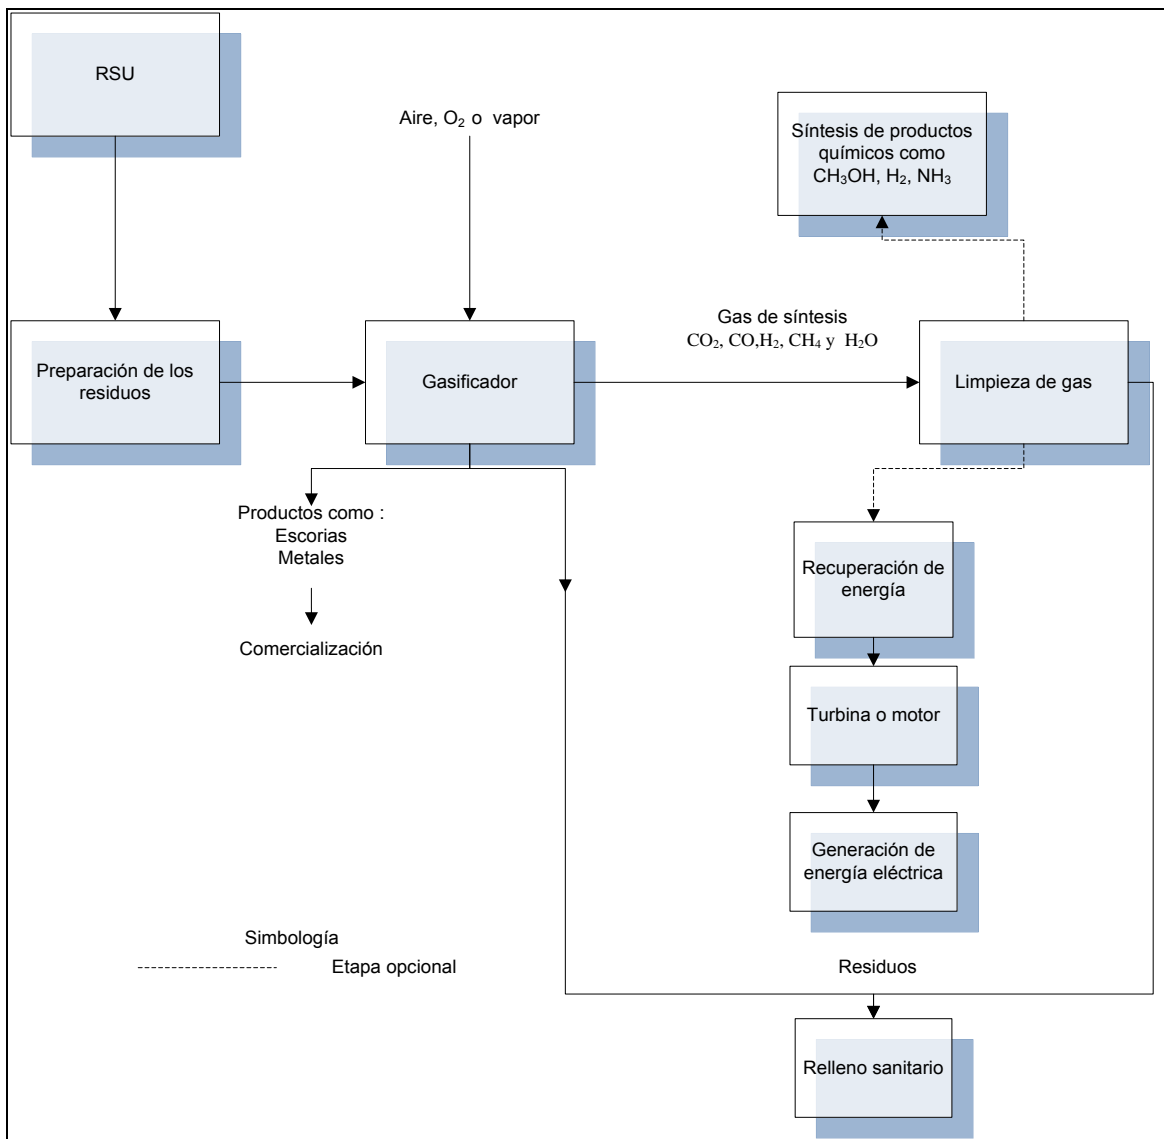 RSU
Aire, O₂ o vapor
Síntesis de productos
químicos como
CH₃OH, H₂, NH₃
Preparación de los
residuos
Gasificador
Gas de síntesis
CO₂, CO,H₂, CH₄ y H₂O
Limpieza de gas
Productos como :
Escorias
Metales
Comercialización
Recuperación de
energía
Turbina o motor
Generación de
energía eléctrica
Simbología
Etapa opcional
Residuos
Relleno sanitario